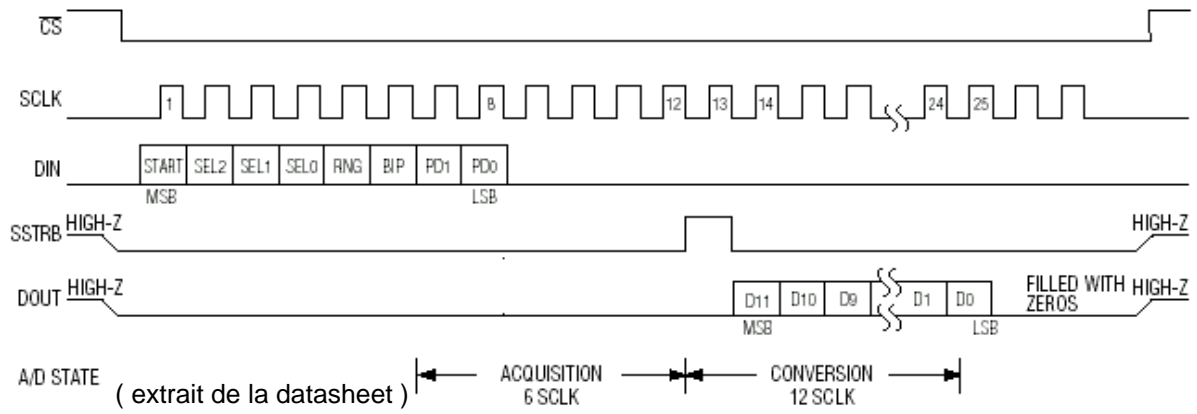 CS
SCLK 1 8 12 13 14 24 25
DIN START SEL2 SEL1 SEL0 RNG BIP PD1 PD0
MSB LSB
SSTRB HIGH-Z HIGH-Z
DOUT HIGH-Z D11 D10 D9 D1 D0 FILLED WITH ZEROS HIGH-Z
MSB LSB
A/D STATE ( extrait de la datasheet ) ACQUISITION CONVERSION
6 SCLK 12 SCLK